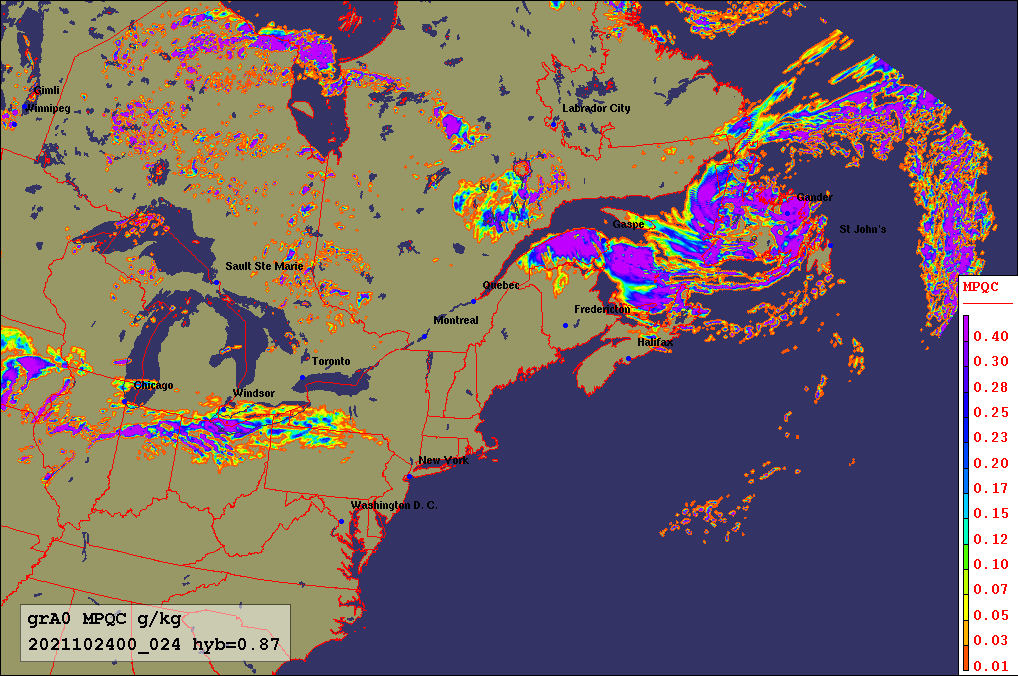 Gimli
Winnipeg
Labrador City
Gander
Gaspe
St John's
Sault Ste Marie
Quebec
MPQC
Fredericton
Montreal
0.40
Halifax
Toronto
0.30
Chicago
0.28
Windsor
0.25
0.23
New York
0.20
0.17
Washington D. C.
0.15
0.12
0.10
0.07
grA0 MPQC g/kg
0.05
2021102400_024 hyb=0.87
0.03
0.01